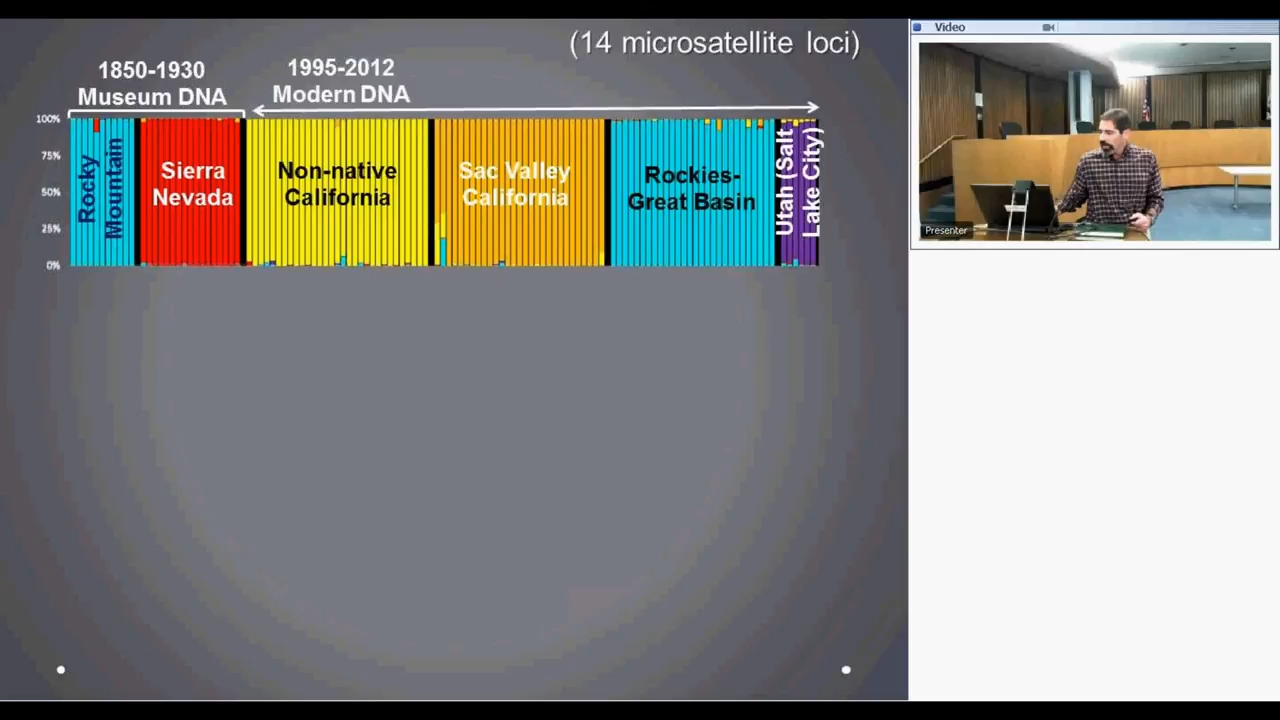 (14 microsatellite loci)
1850-1930
Museum DNA
1995-2012
Modern DNA
100%
75%
50%
25%
0%
Rocky
Mountain
Sierra
Nevada
Non-native
California
Sac Valley
California
Rockies-
Great Basin
Utah (Salt
Lake City)
Video
Presenter